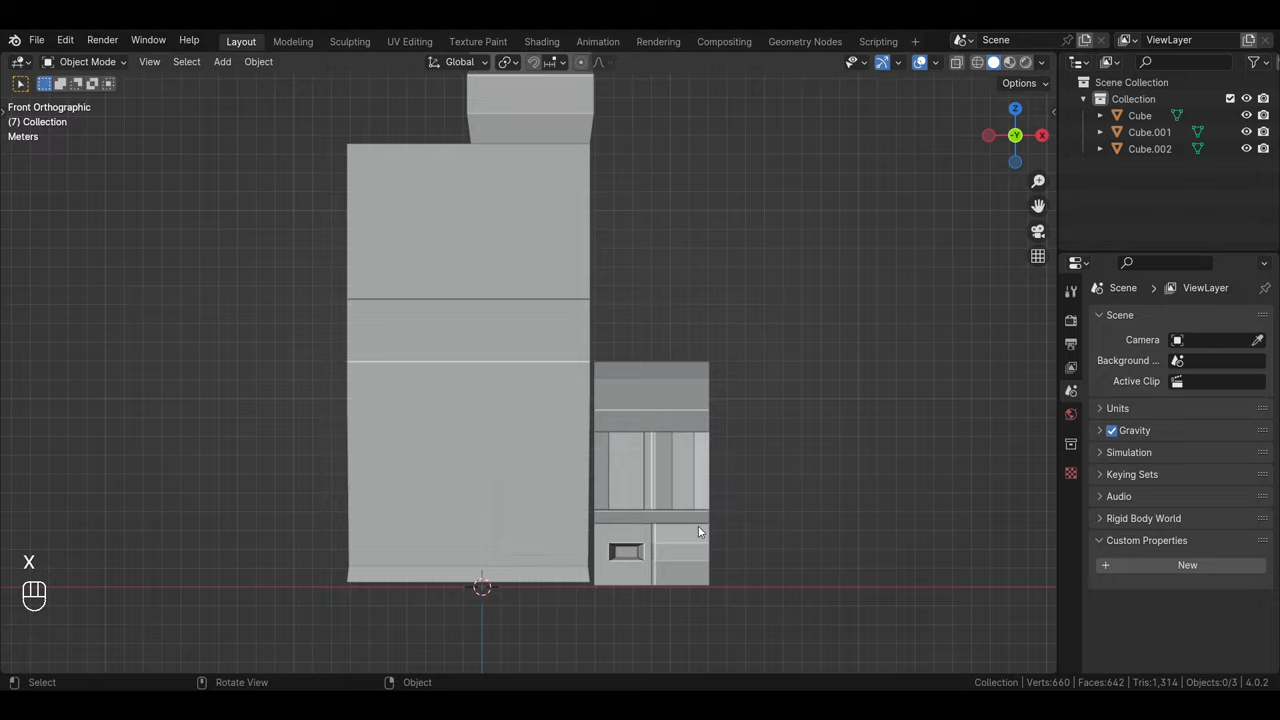 File Edit Render Window Help Layout Modeling Sculpting UV Editing Texture Paint Shading Animation Rendering Compositing Geometry Nodes Scripting + Scene ViewLayer
Object Mode View Select Add Object Global
Options
Front Orthographic
(7) Collection
Meters
Z
X
-Y
Scene Collection
Collection
Cube
Cube.001
Cube.002
Scene ViewLayer
Scene
Camera
Background ...
Active Clip
Units
Gravity
Simulation
Keying Sets
Audio
Rigid Body World
Custom Properties
+ New
X
Select Rotate View Object Collection | Verts:660 | Faces:642 | Tris:1,314 | Objects:0/3 | 4.0.2